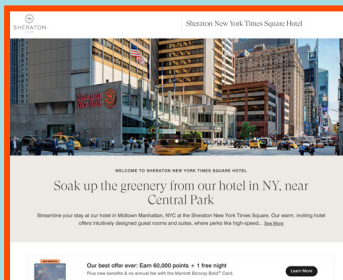 SHERATON
Sheraton New York Times Square Hotel
Sheraton
New York
WELCOME TO SHERATON NEW YORK TIMES SQUARE HOTEL
Soak up the greenery from our hotel in NY, near
Central Park
Streamline your stay at our hotel in Midtown Manhattan, NYC at the Sheraton New York Times Square. Our warm, inviting hotel
offers intuitively designed guest rooms and suites, where perks like high-speed... See More
Our best offer ever: Earn 60,000 points + 1 free night
Plus new benefits & no annual fee with the Marriott Bonvoy Bold® Card.
Learn More